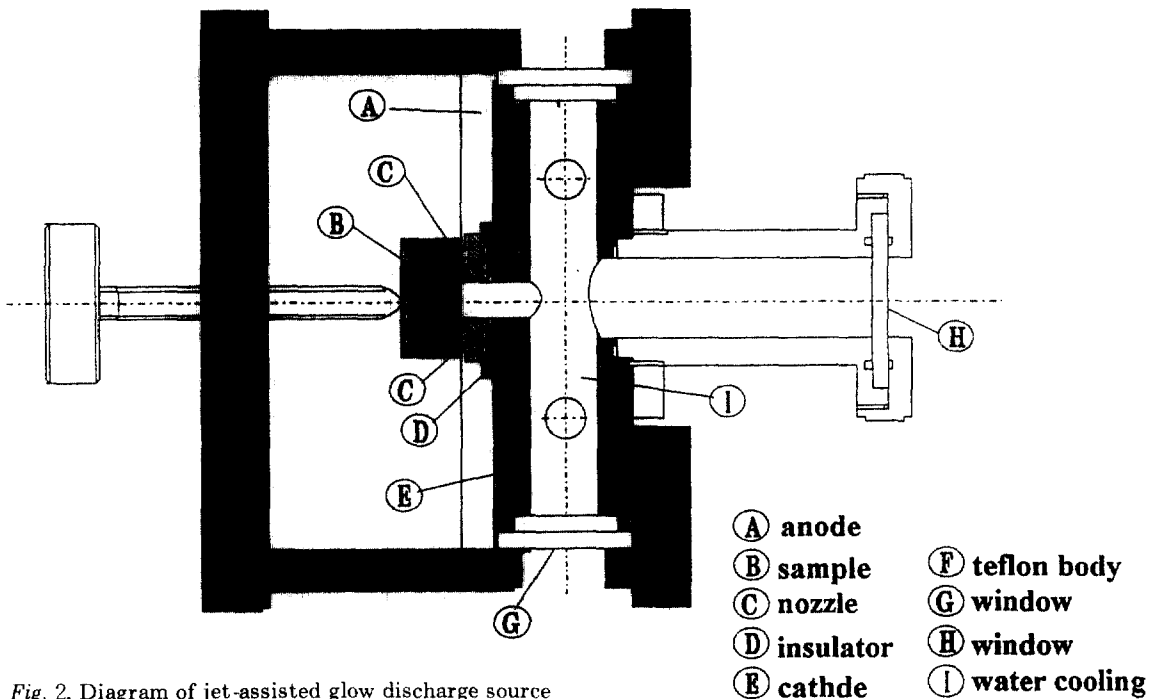 A
C
B
H
C
I
D
E
A anode
B sample
C nozzle
D insulator
E cathde
F teflon body
G window
H window
I water cooling
G
Fig. 2. Diagram of jet-assisted glow discharge source